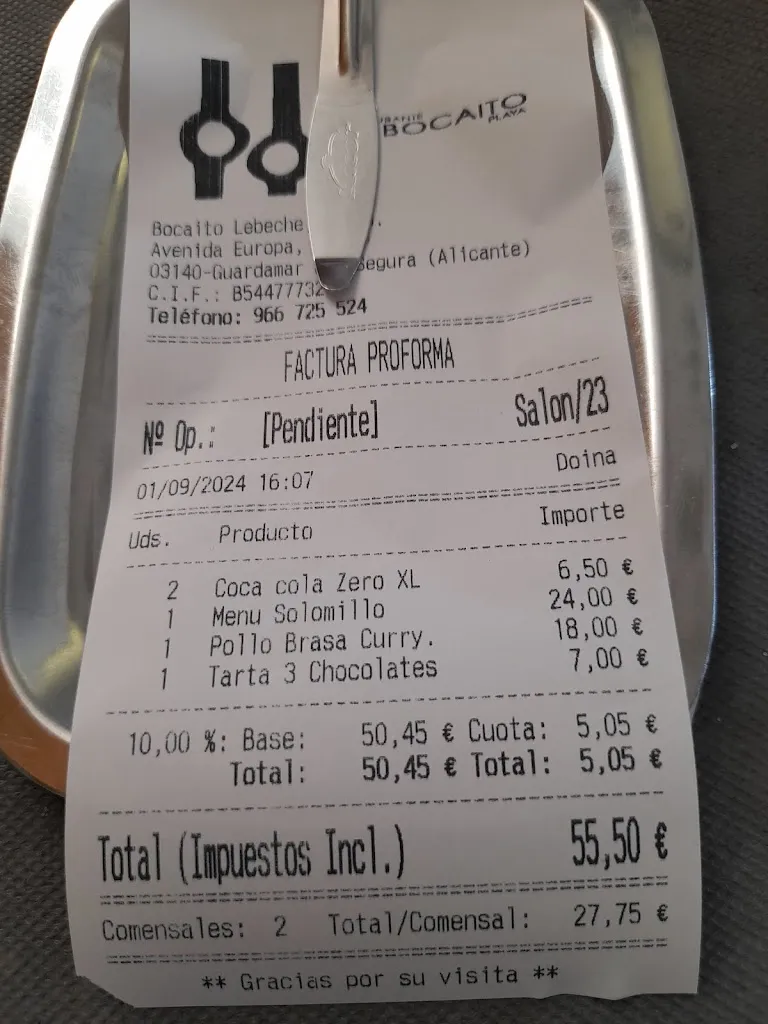 BOCAITO
PLAYA
Bocaito Lebeche
Avenida Europa,
03140-Guardamar Segura (Alicante)
C.I.F.: B54477732
Teléfono: 966 725 524
FACTURA PROFORMA
Nº Op.: [Pendiente] Salon/23
01/09/2024 16:07 Doina
Uds. Producto Importe
2 Coca cola Zero XL 6,50 €
1 Menu Solomillo 24,00 €
1 Pollo Brasa Curry. 18,00 €
1 Tarta 3 Chocolates 7,00 €
10,00 %: Base: 50,45 € Cuota: 5,05 €
Total: 50,45 € Total: 5,05 €
Total (Impuestos Incl.) 55,50 €
Comensales: 2 Total/Comensal: 27,75 €
** Gracias por su visita **